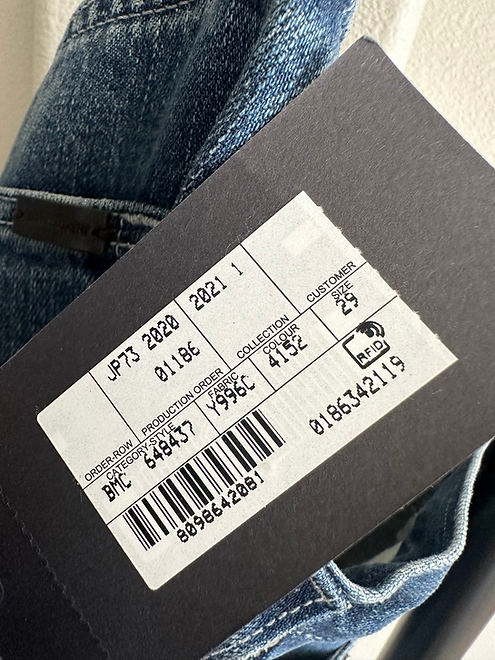 JP73 2020
2021 1
01186
ORDER-ROW
PRODUCTION ORDER
COLLECTION
CUSTOMER
CATEGORY-STYLE
FABRIC
COLOUR
SIZE
BMC 648437
Y996C
4152
29
RFID
8098642081
0186342119